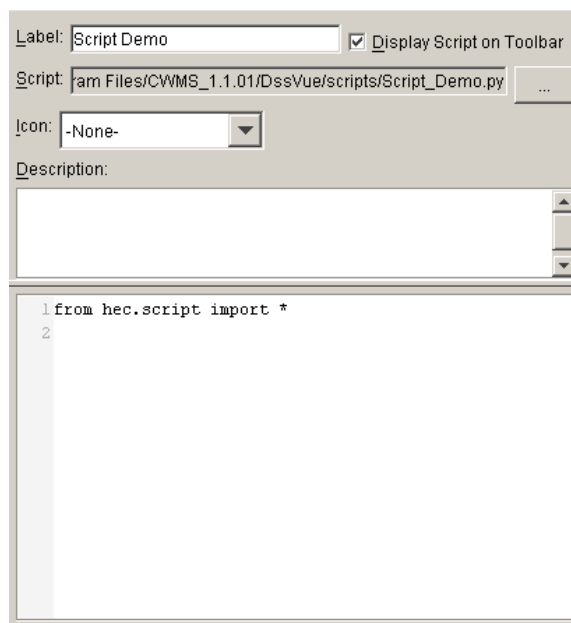 Label: Script Demo Display Script on Toolbar
Script: ram Files/CWMS_1.1.01/DssVue/scripts/Script_Demo.py ...
Icon: -None-
Description:
1 from hec.script import *
2